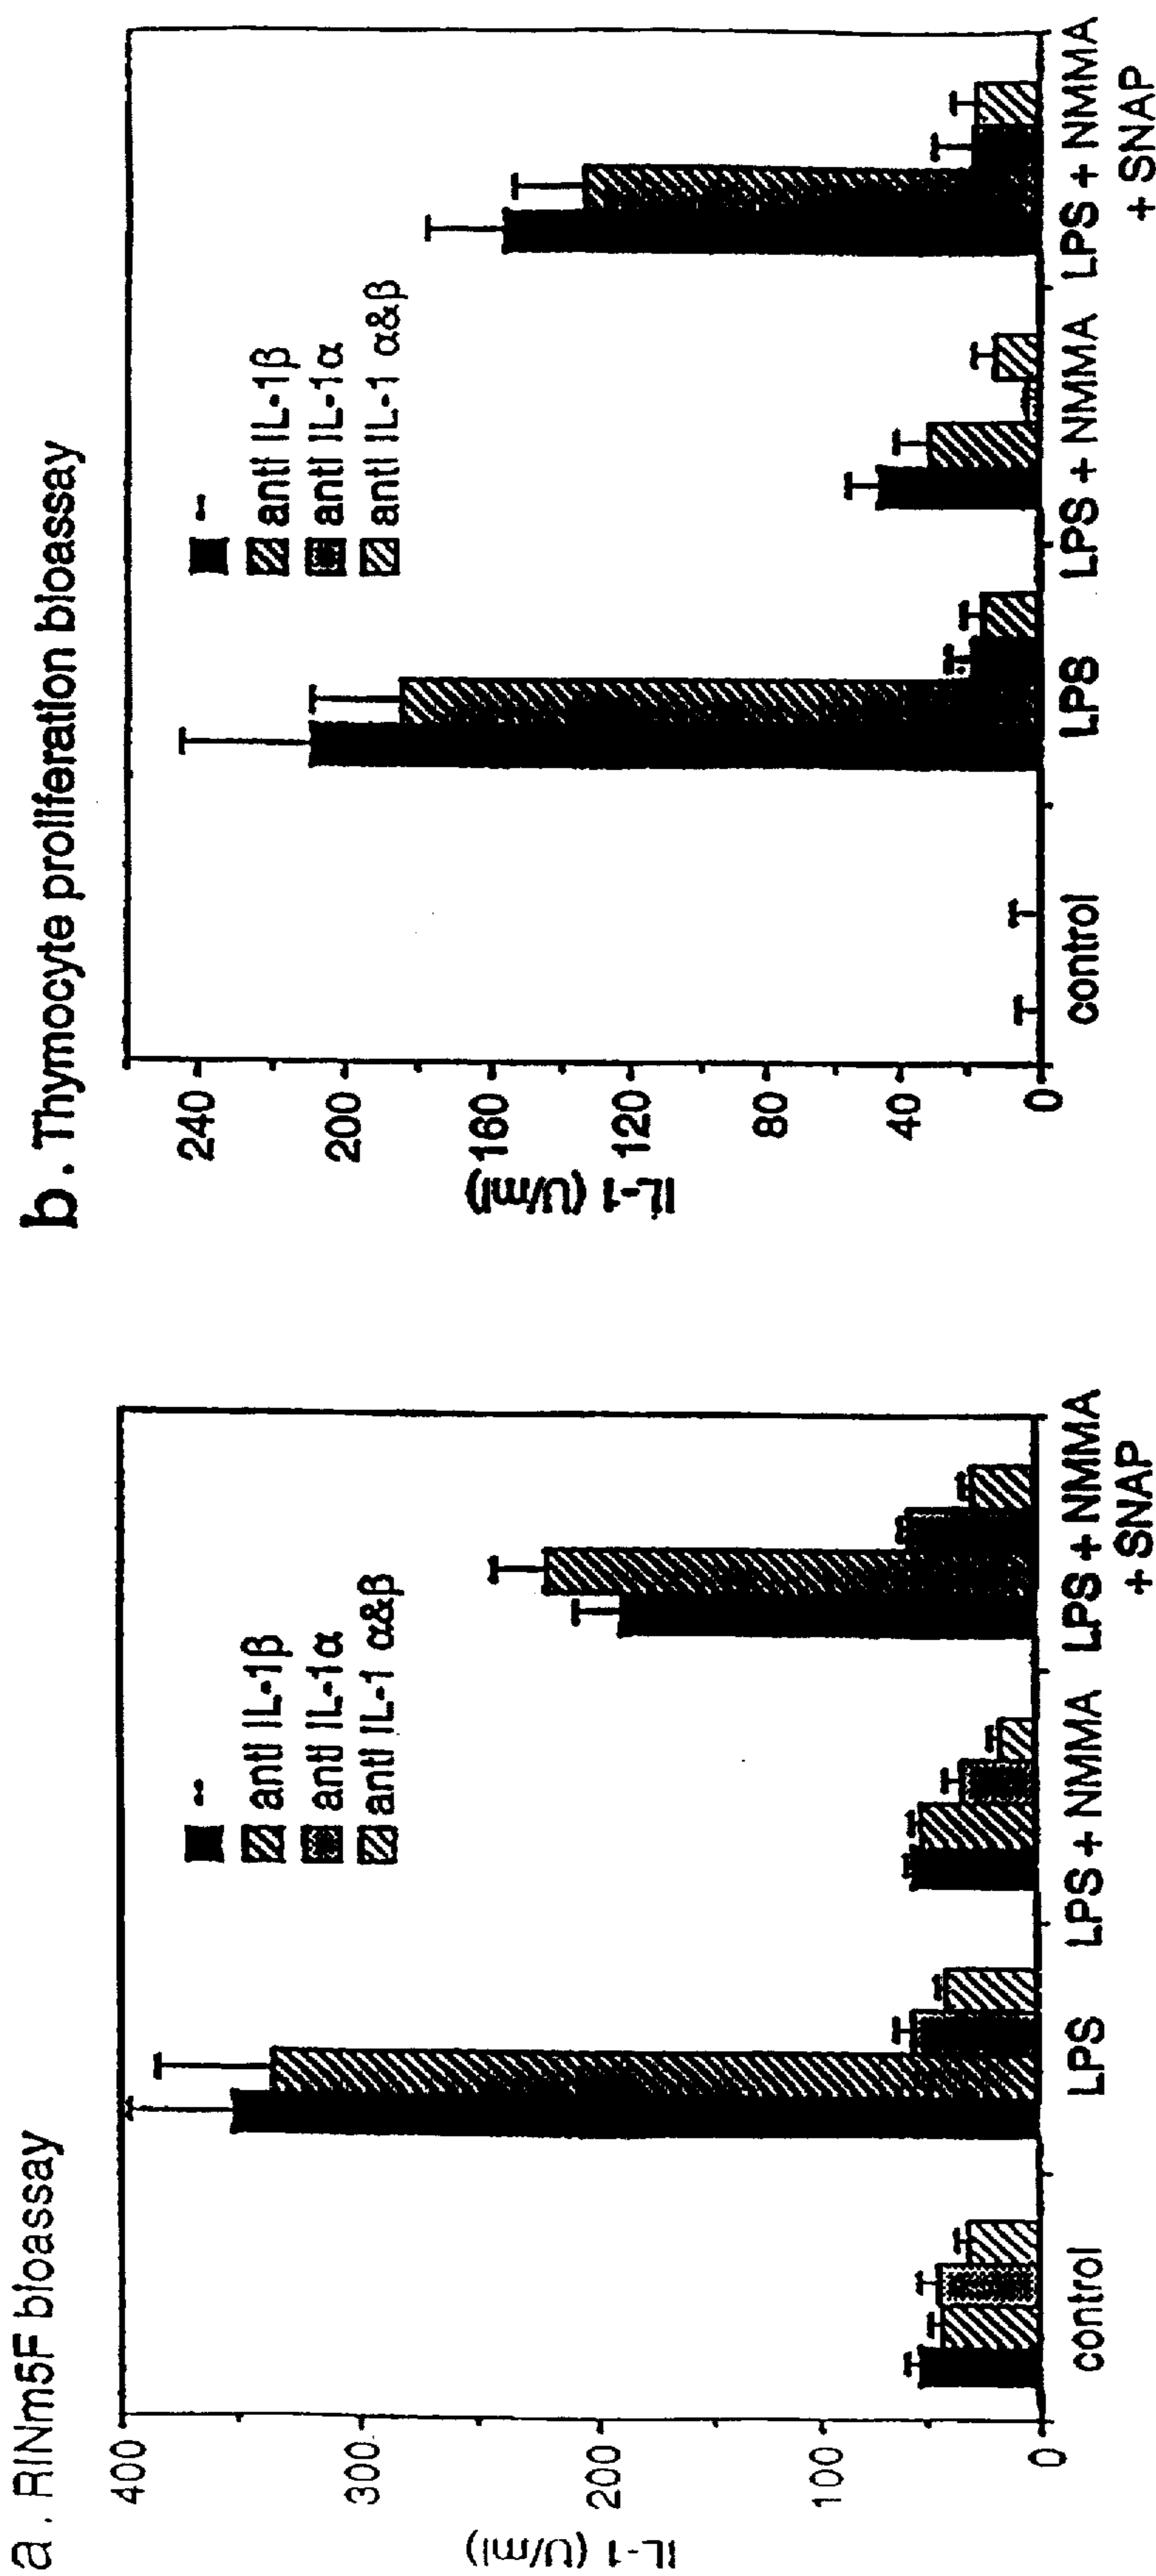 a. RINm5F bioassay
IL-1 (U/ml)
400
300
200
100
0
--
anti IL-1β
anti IL-1α
anti IL-1 α&β
control
LPS
LPS + NMMA
LPS + NMMA
+ SNAP
b. Thymocyte proliferation bioassay
IL-1 (U/ml)
240
200
160
120
80
40
0
--
anti IL-1β
anti IL-1α
anti IL-1 α&β
control
LPS
LPS + NMMA
LPS + NMMA
+ SNAP